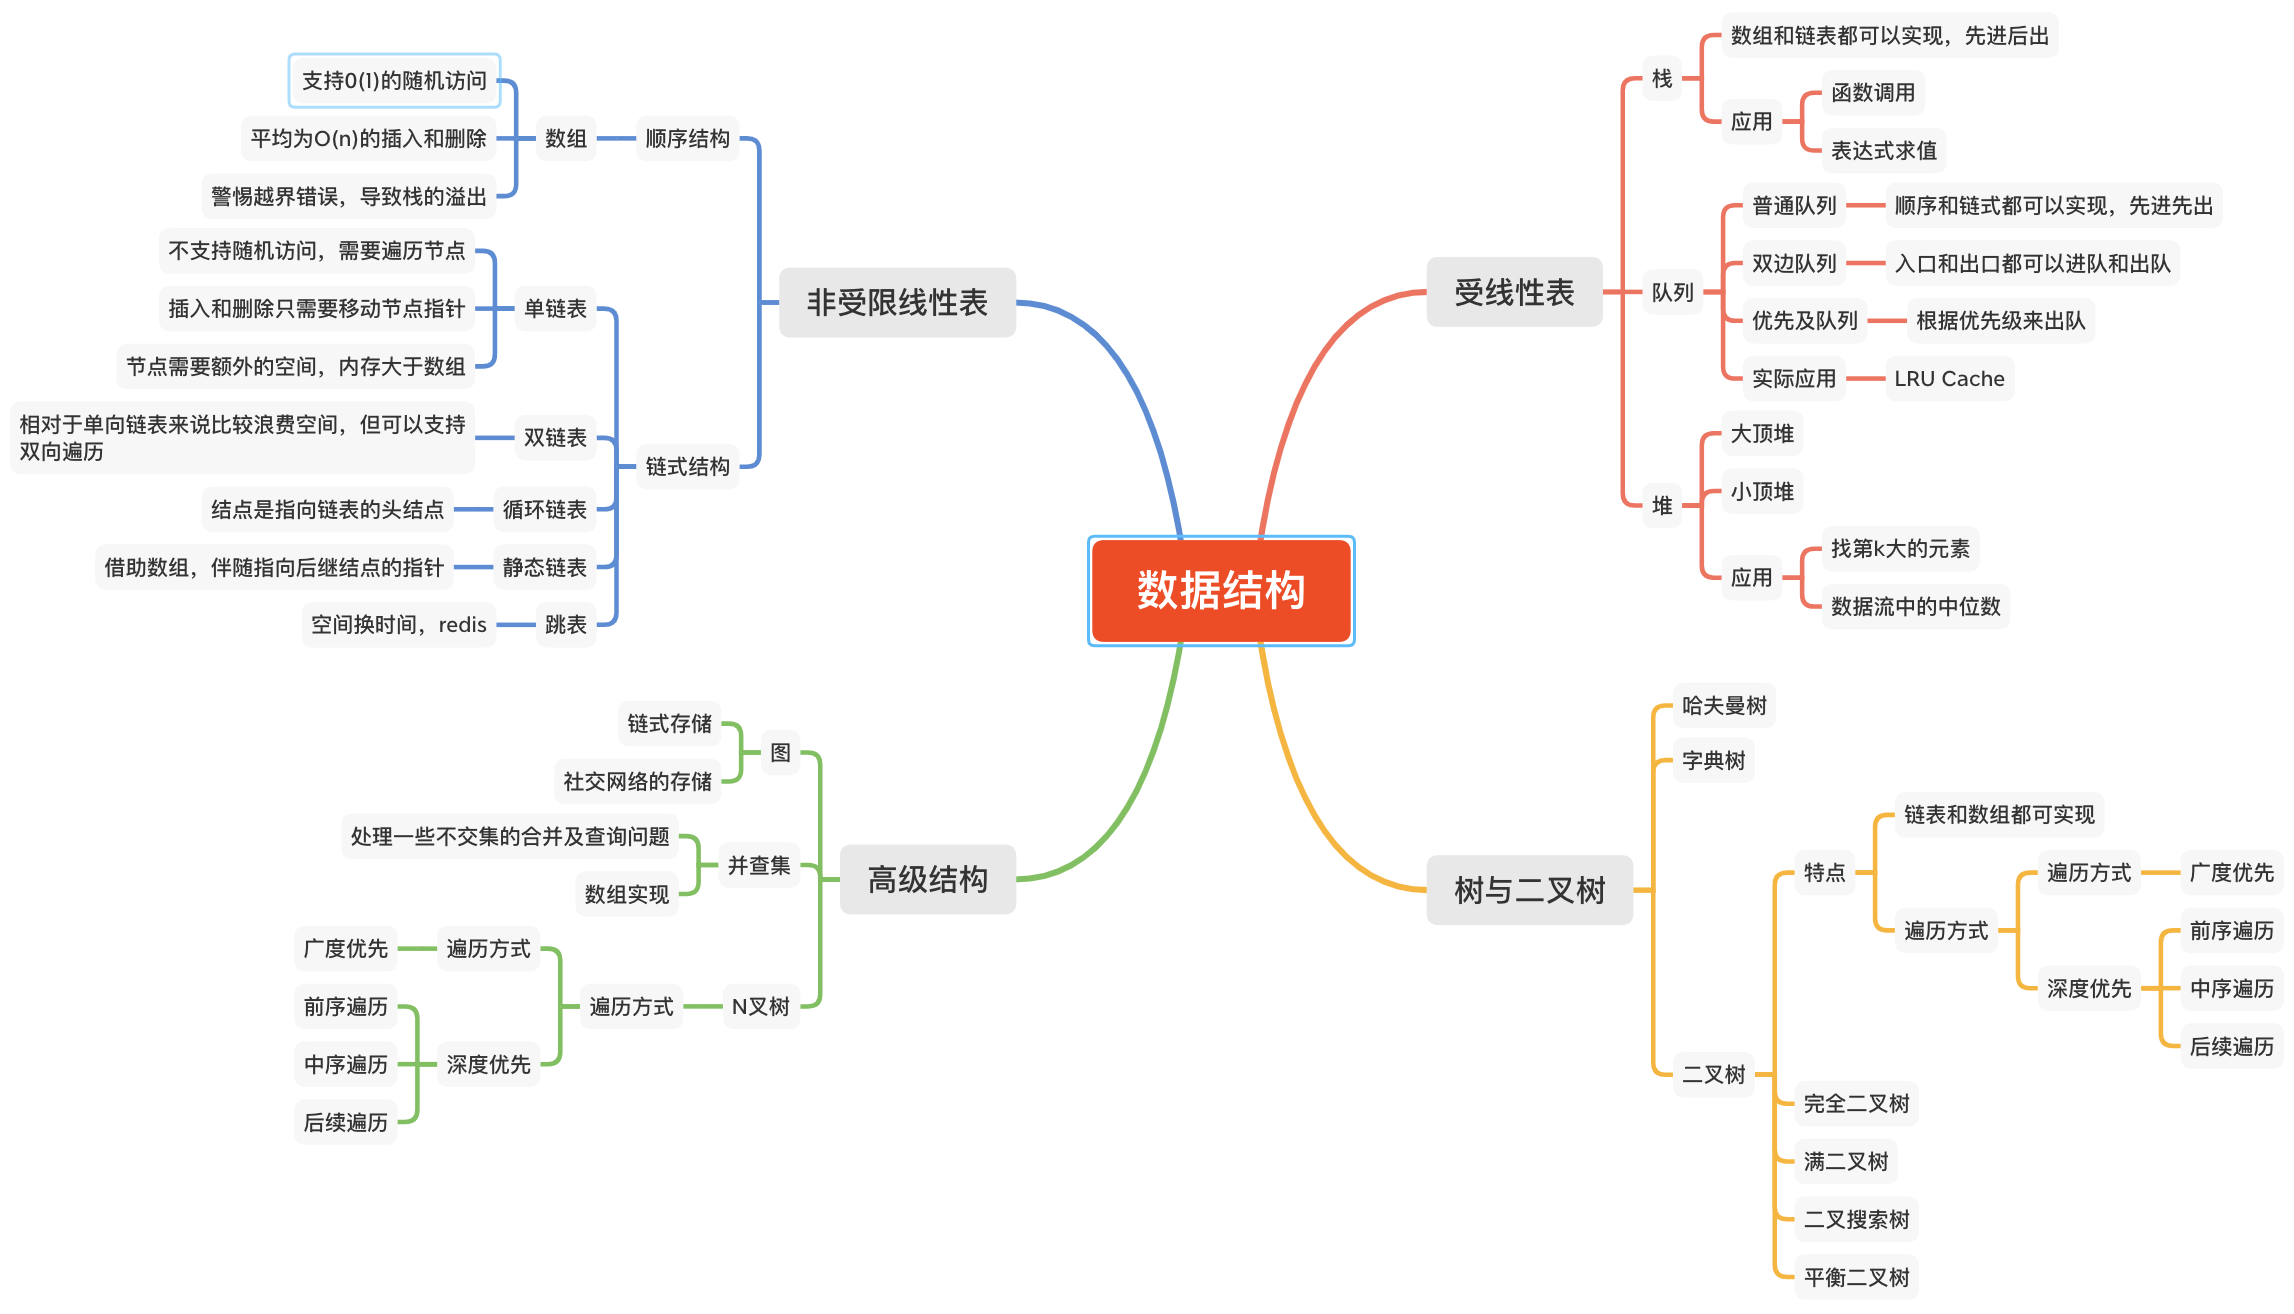 数据结构
受线性表
栈
数组和链表都可以实现，先进后出
应用
函数调用
表达式求值
队列
普通队列
顺序和链式都可以实现，先进先出
双边队列
入口和出口都可以进队和出队
优先及队列
根据优先级来出队
实际应用
LRU Cache
堆
大顶堆
小顶堆
应用
找第k大的元素
数据流中的中位数
树与二叉树
哈夫曼树
字典树
二叉树
特点
链表和数组都可实现
遍历方式
遍历方式
广度优先
深度优先
前序遍历
中序遍历
后续遍历
完全二叉树
满二叉树
二叉搜索树
平衡二叉树
非受限线性表
顺序结构
数组
支持0(1)的随机访问
平均为O(n)的插入和删除
警惕越界错误，导致栈的溢出
链式结构
单链表
不支持随机访问，需要遍历节点
插入和删除只需要移动节点指针
节点需要额外的空间，内存大于数组
双链表
相对于单向链表来说比较浪费空间，但可以支持
双向遍历
循环链表
结点是指向链表的头结点
静态链表
借助数组，伴随指向后继结点的指针
跳表
空间换时间，redis
高级结构
图
链式存储
社交网络的存储
并查集
处理一些不交集的合并及查询问题
数组实现
N叉树
遍历方式
遍历方式
广度优先
深度优先
前序遍历
中序遍历
后续遍历